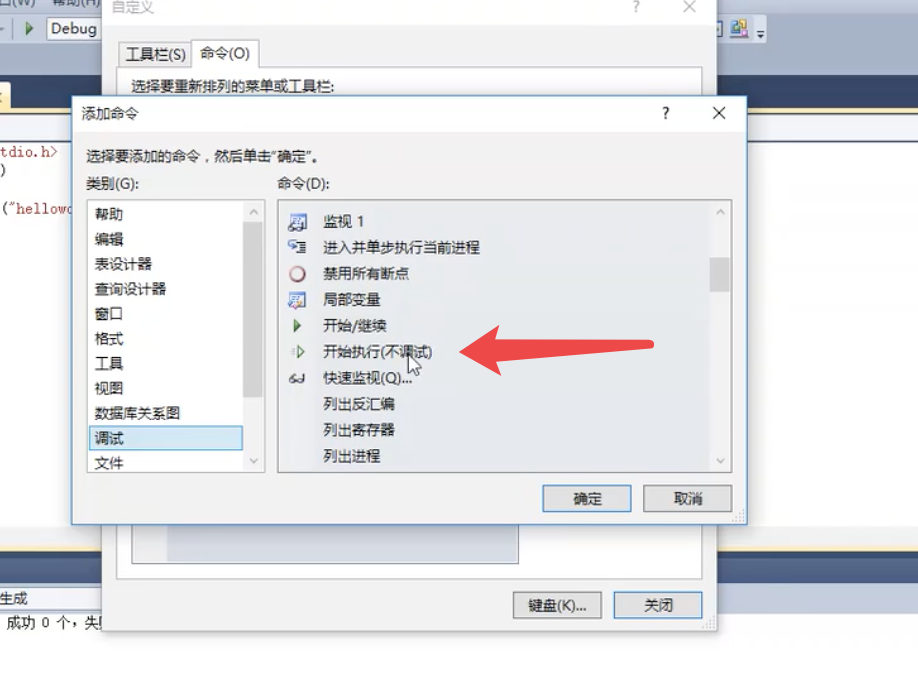 自定义
?
Debug
工具栏(S) 命令(O)
选择要重新排列的菜单或工具栏:
添加命令
?
选择要添加的命令，然后单击“确定”。
类别(G):
命令(D):
帮助
编辑
表设计器
查询设计器
窗口
格式
工具
视图
数据库关系图
调试
文件
监视 1
进入并单步执行当前进程
禁用所有断点
局部变量
开始/继续
开始执行(不调试)
快速监视(Q)...
列出反汇编
列出寄存器
列出进程
确定
取消
tdio.h>
)
("hellow
键盘(K)...
关闭
生成
成功 0 个，失